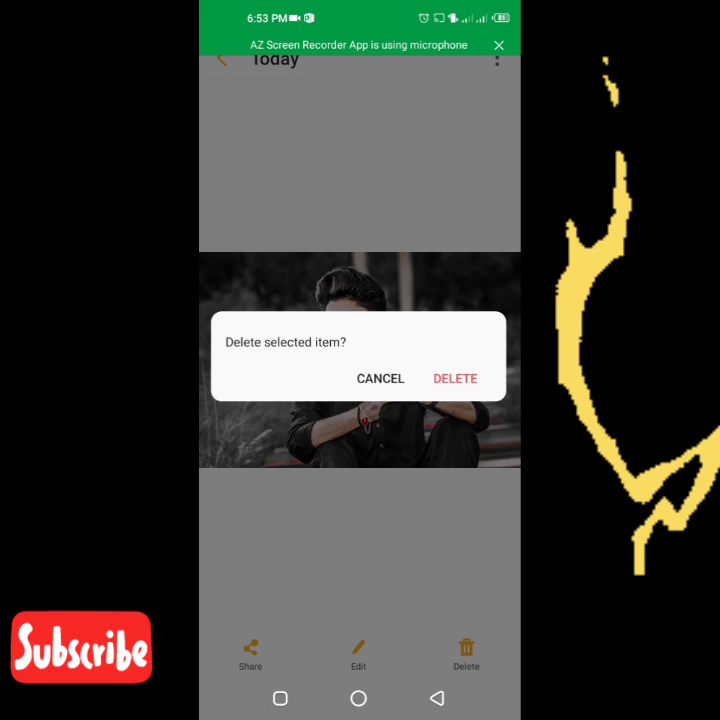 6:53 PM
AZ Screen Recorder App is using microphone
Today
Delete selected item?
CANCEL DELETE
Share Edit Delete
Subscribe